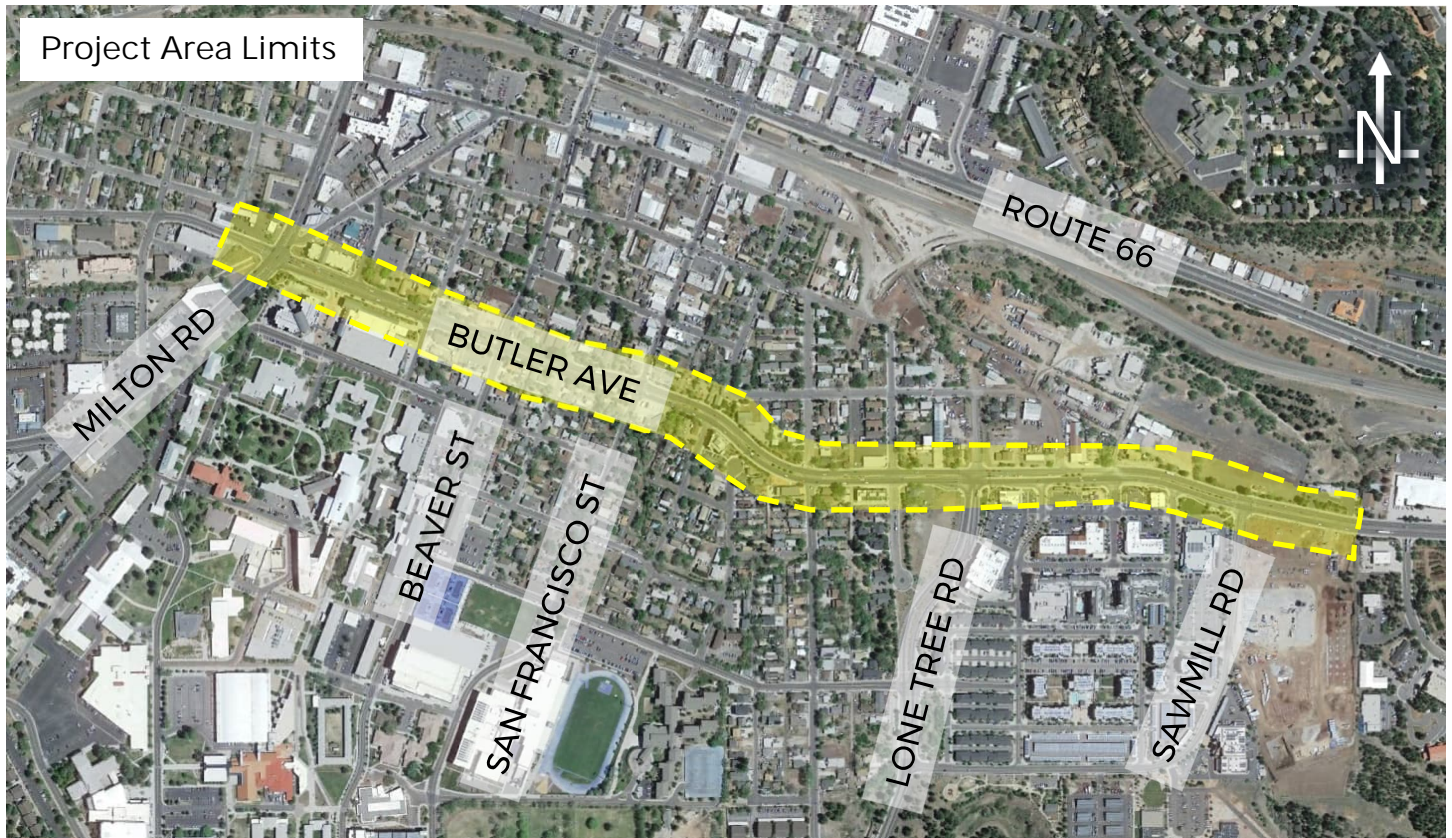 Project Area Limits
N
ROUTE 66
MILTON RD
BUTLER AVE
BEAVER ST
SAN FRANCISCO ST
LONE TREE RD
SAWMILL RD